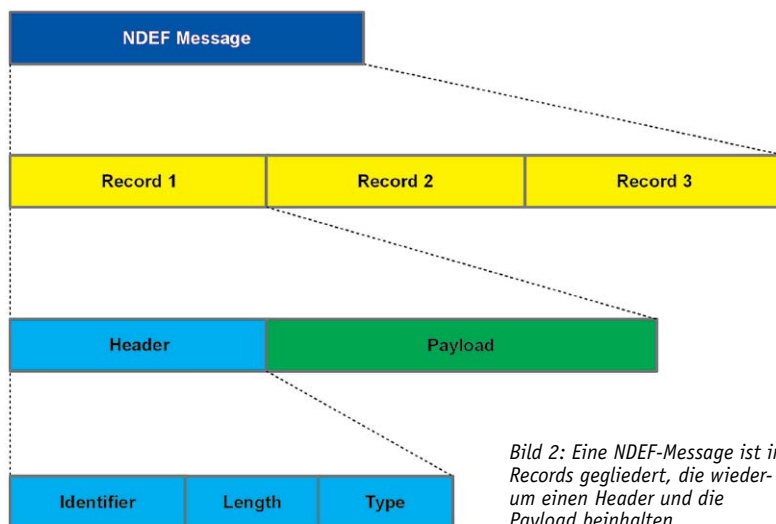 NDEF Message
Record 1 Record 2 Record 3
Header Payload
Identifier Length Type
Bild 2: Eine NDEF-Message ist in
Records gegliedert, die wieder-
um einen Header und die
Payload beinhalten